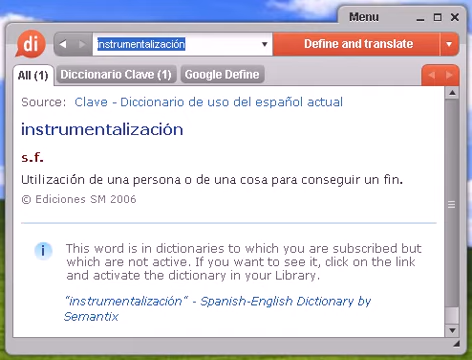 Menu
di
instrumentalización
Define and translate
All (1)
Diccionario Clave (1)
Google Define
Source: Clave - Diccionario de uso del español actual
instrumentalización
s.f.
Utilización de una persona o de una cosa para conseguir un fin.
© Ediciones SM 2006
i
This word is in dictionaries to which you are subscribed but
which are not active. If you want to see it, click on the link
and activate the dictionary in your Library.
"instrumentalización" - Spanish-English Dictionary by
Semantix